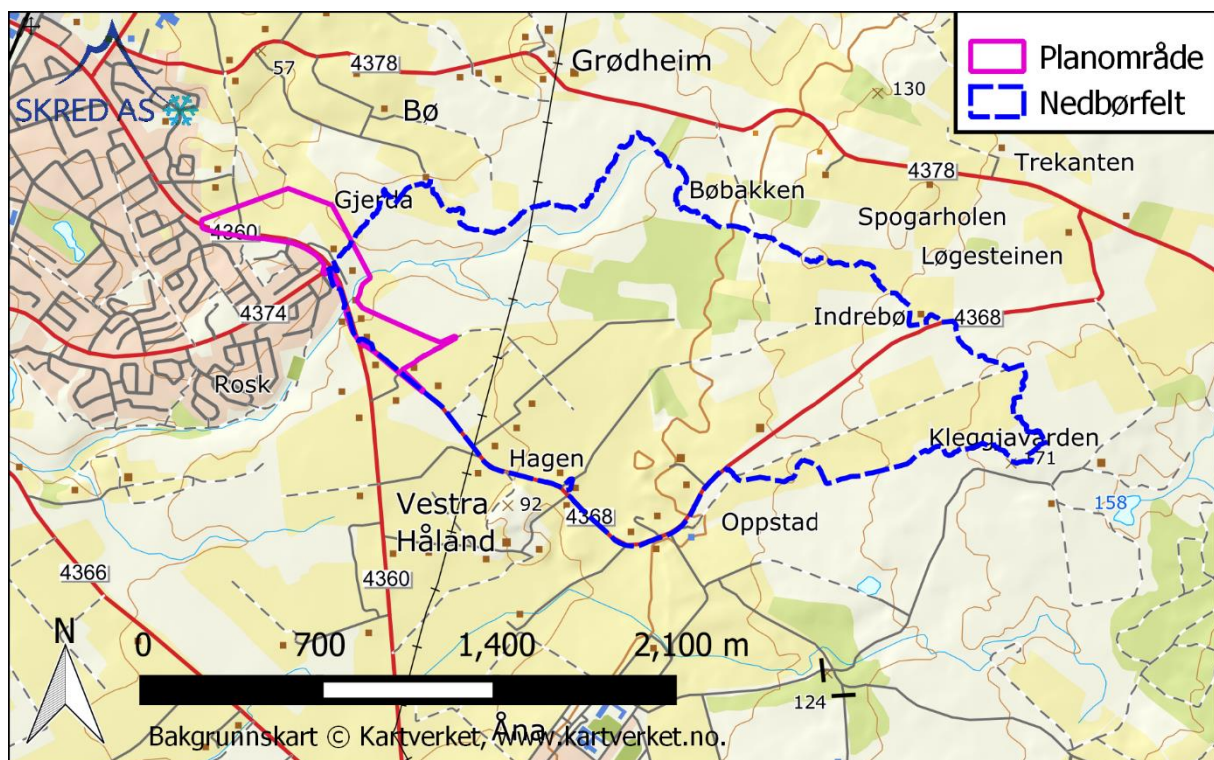 SKRED AS
57
4378
Grødheim
Bø
130
Planområde
Nedbørfelt
Trekanten
4378
Bøbakken
Gjerda
Spogarholen
4360
Løgesteinen
4374
Indrebø
4368
Rosk
Kleggjavarden
171
Hagen
158
Vestra
Håland
92
4368
Oppstad
4366
4360
N
0 700 1,400 2,100 m
124
Åna
Bakgrunnskart © Kartverket, www.kartverket.no.